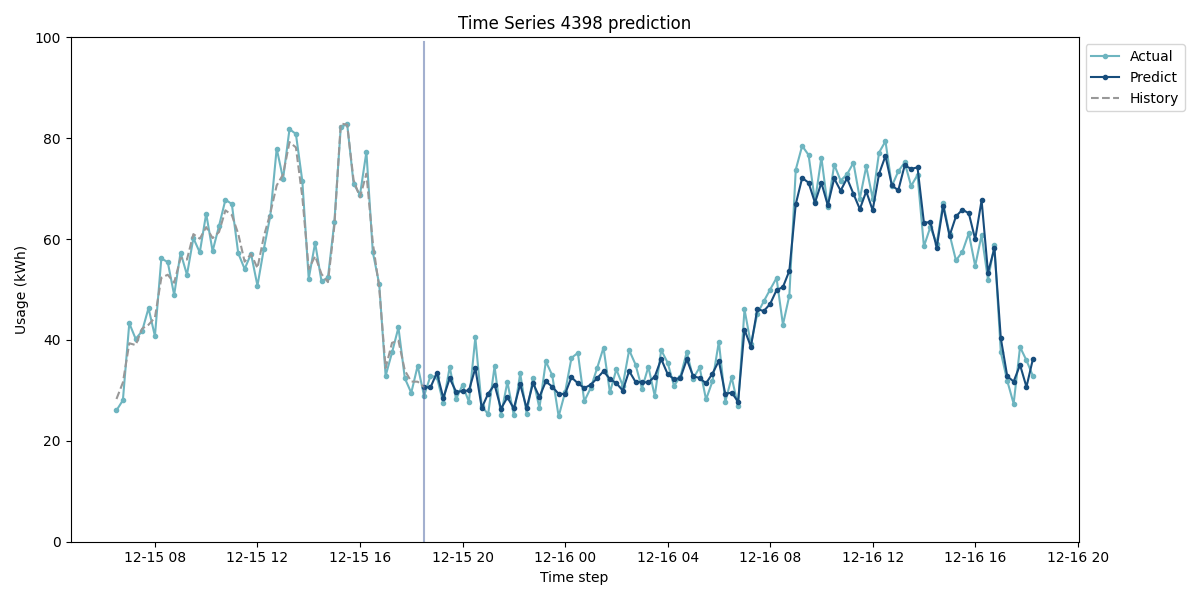 Time Series 4398 prediction
100
80
60
40
20
0
Usage (kWh)
12-15 08
12-15 12
12-15 16
12-15 20
12-16 00
12-16 04
12-16 08
12-16 12
12-16 16
12-16 20
Time step
Actual
Predict
History